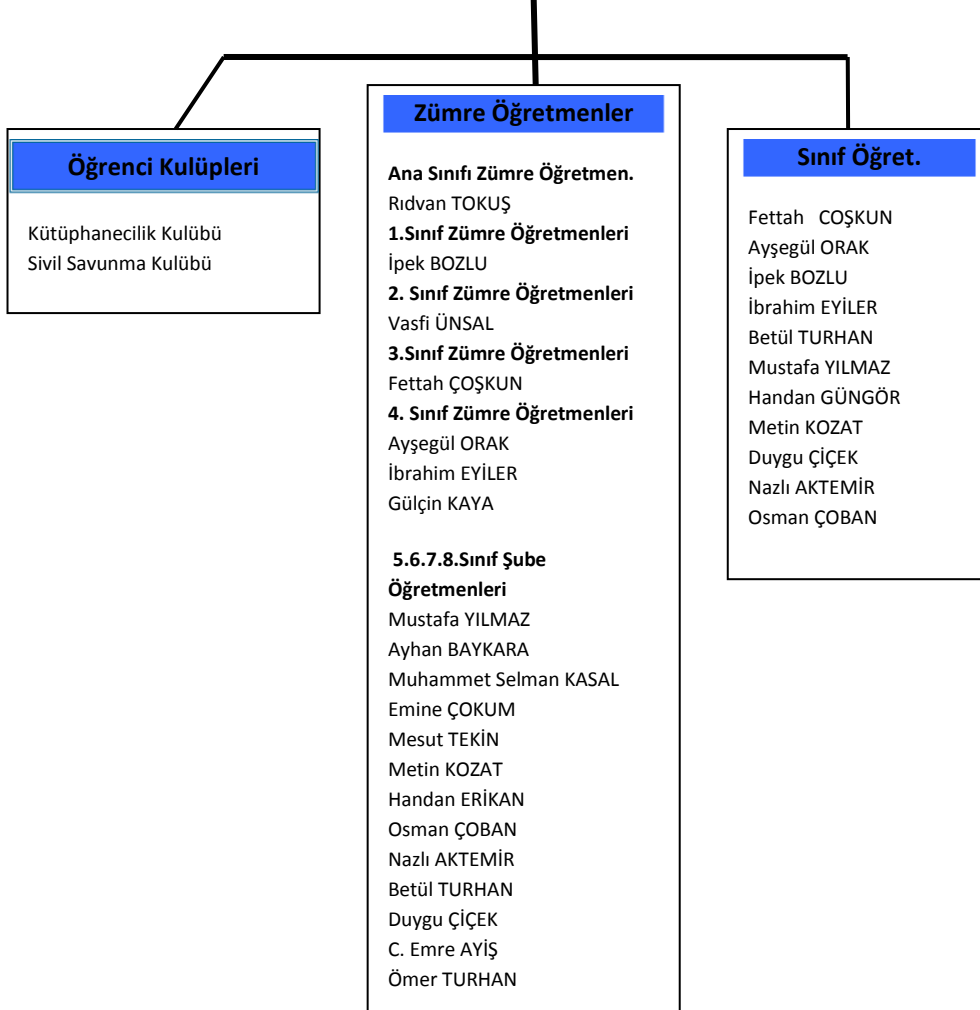 Öğrenci Kulüpleri
Kütüphanecilik Kulübü
Sivil Savunma Kulübü
Zümre Öğretmenler
Ana Sınıfı Zümre Öğretmen.
Rıdvan TOKUŞ
1.Sınıf Zümre Öğretmenleri
İpek BOZLU
2. Sınıf Zümre Öğretmenleri
Vasfi ÜNSAL
3.Sınıf Zümre Öğretmenleri
Fettah ÇOŞKUN
4. Sınıf Zümre Öğretmenleri
Ayşegül ORAK
İbrahim EYİLER
Gülçin KAYA
5.6.7.8.Sınıf Şube
Öğretmenleri
Mustafa YILMAZ
Ayhan BAYKARA
Muhammet Selman KASAL
Emine ÇOKUM
Mesut TEKİN
Metin KOZAT
Handan ERİKAN
Osman ÇOBAN
Nazlı AKTEMİR
Betül TURHAN
Duygu ÇİÇEK
C. Emre AYİŞ
Ömer TURHAN
Sınıf Öğret.
Fettah   COŞKUN
Ayşegül ORAK
İpek BOZLU
İbrahim EYİLER
Betül TURHAN
Mustafa YILMAZ
Handan GÜNGÖR
Metin KOZAT
Duygu ÇİÇEK
Nazlı AKTEMİR
Osman ÇOBAN